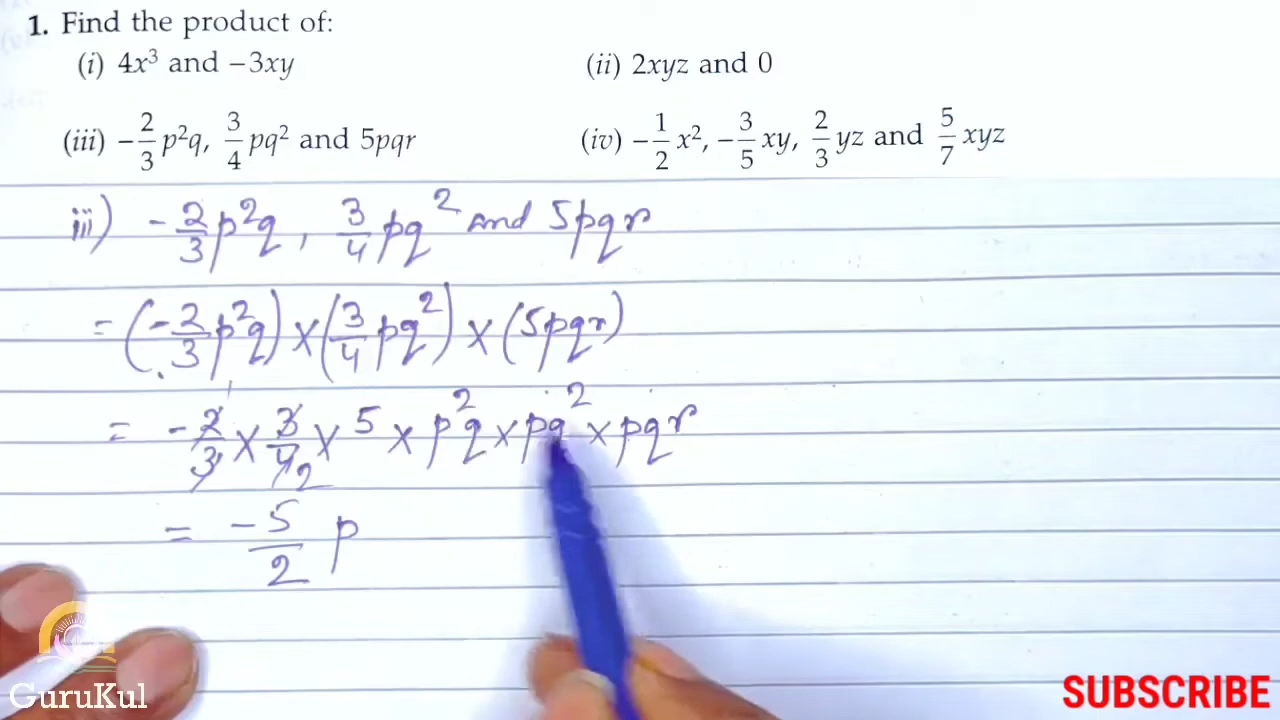 1. Find the product of:
(i) 4x³ and −3xy (ii) 2xyz and 0
(iii) −2/3 p²q, 3/4 pq² and 5pqr (iv) −1/2 x², −3/5 xy, 2/3 yz and 5/7 xyz
iii) −2/3 p²q, 3/4 pq² and 5pqr
= (−2/3 p²q) × (3/4 pq²) × (5pqr)
= −2/3 × 3/4 2 × 5 × p²q × pq² × pqr
= −5/2 p
GuruKul
SUBSCRIBE